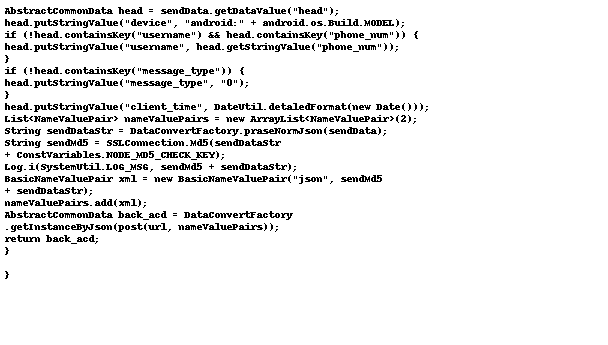 AbstractCommonData head = sendData.getDataValue("head");
head.putStringValue("device", "android:" + android.os.Build.MODEL);
if (!head.containsKey("username") && head.containsKey("phone_num")) {
head.putStringValue("username", head.getStringValue("phone_num"));
}
if (!head.containsKey("message_type")) {
head.putStringValue("message_type", "0");
}
head.putStringValue("client_time", DateUtil.detaledFormat(new Date()));
List<NameValuePair> nameValuePairs = new ArrayList<NameValuePair>(2);
String sendDataStr = DataConvertFactory.praseNormJson(sendData);
String sendMd5 = SSLConnection.Md5(sendDataStr
+ ConstVariables.NODE_MD5_CHECK_KEY);
Log.i(SystemUtil.LOG_MSG, sendMd5 + sendDataStr);
BasicNameValuePair xml = new BasicNameValuePair("json", sendMd5
+ sendDataStr);
nameValuePairs.add(xml);
AbstractCommonData back_acd = DataConvertFactory
.getInstanceByJson(post(url, nameValuePairs));
return back_acd;
}
}